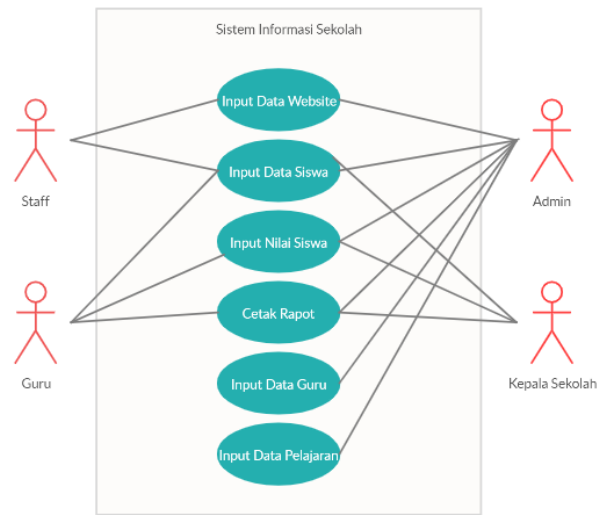 Sistem Informasi Sekolah
Input Data Website
Input Data Siswa
Staff
Admin
Input Nilai Siswa
Cetak Rapot
Guru
Input Data Guru
Kepala Sekolah
Input Data Pelajaran